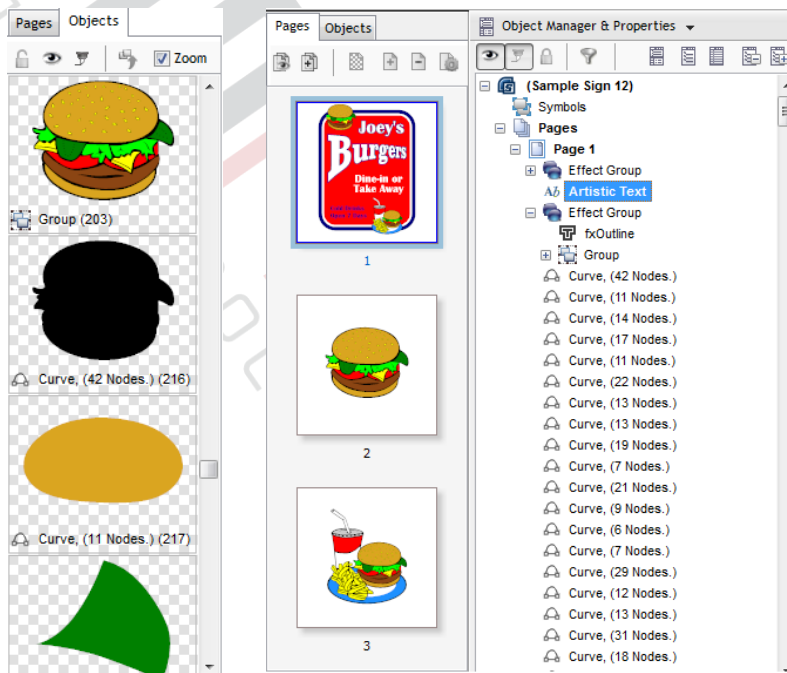 Pages Objects
Zoom
Group (203)
Curve, (42 Nodes.) (216)
Curve, (11 Nodes.) (217)
Pages Objects
Joey's
Burgers
Dine-in or
Take Away
1
2
3
Object Manager & Properties
(Sample Sign 12)
Symbols
Pages
Page 1
Effect Group
Ab Artistic Text
Effect Group
fxOutline
Group
Curve, (42 Nodes.)
Curve, (11 Nodes.)
Curve, (14 Nodes.)
Curve, (17 Nodes.)
Curve, (11 Nodes.)
Curve, (22 Nodes.)
Curve, (13 Nodes.)
Curve, (13 Nodes.)
Curve, (19 Nodes.)
Curve, (7 Nodes.)
Curve, (21 Nodes.)
Curve, (9 Nodes.)
Curve, (6 Nodes.)
Curve, (7 Nodes.)
Curve, (29 Nodes.)
Curve, (12 Nodes.)
Curve, (13 Nodes.)
Curve, (31 Nodes.)
Curve, (18 Nodes.)